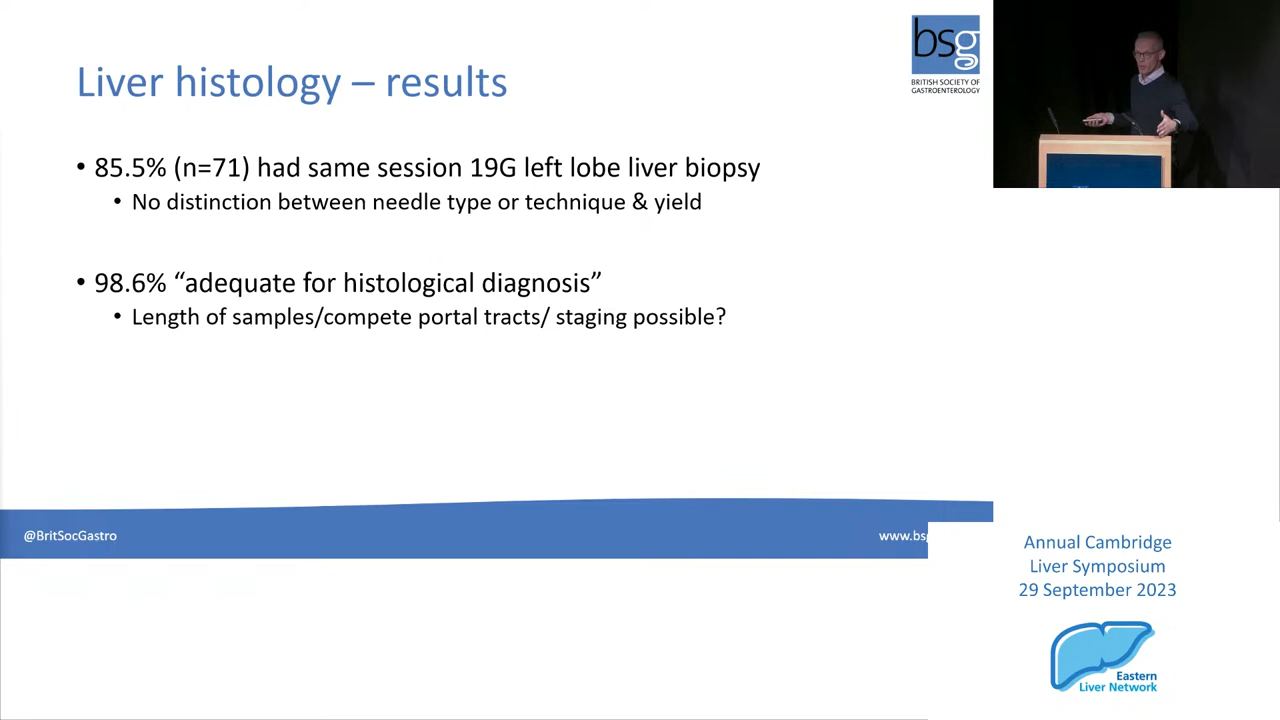 Liver histology – results
bsg
BRITISH SOCIETY OF
GASTROENTEROLOGY
• 85.5% (n=71) had same session 19G left lobe liver biopsy
• No distinction between needle type or technique & yield
• 98.6% “adequate for histological diagnosis”
• Length of samples/compete portal tracts/ staging possible?
@BritSocGastro
www.bsg
Annual Cambridge
Liver Symposium
29 September 2023
Eastern
Liver Network